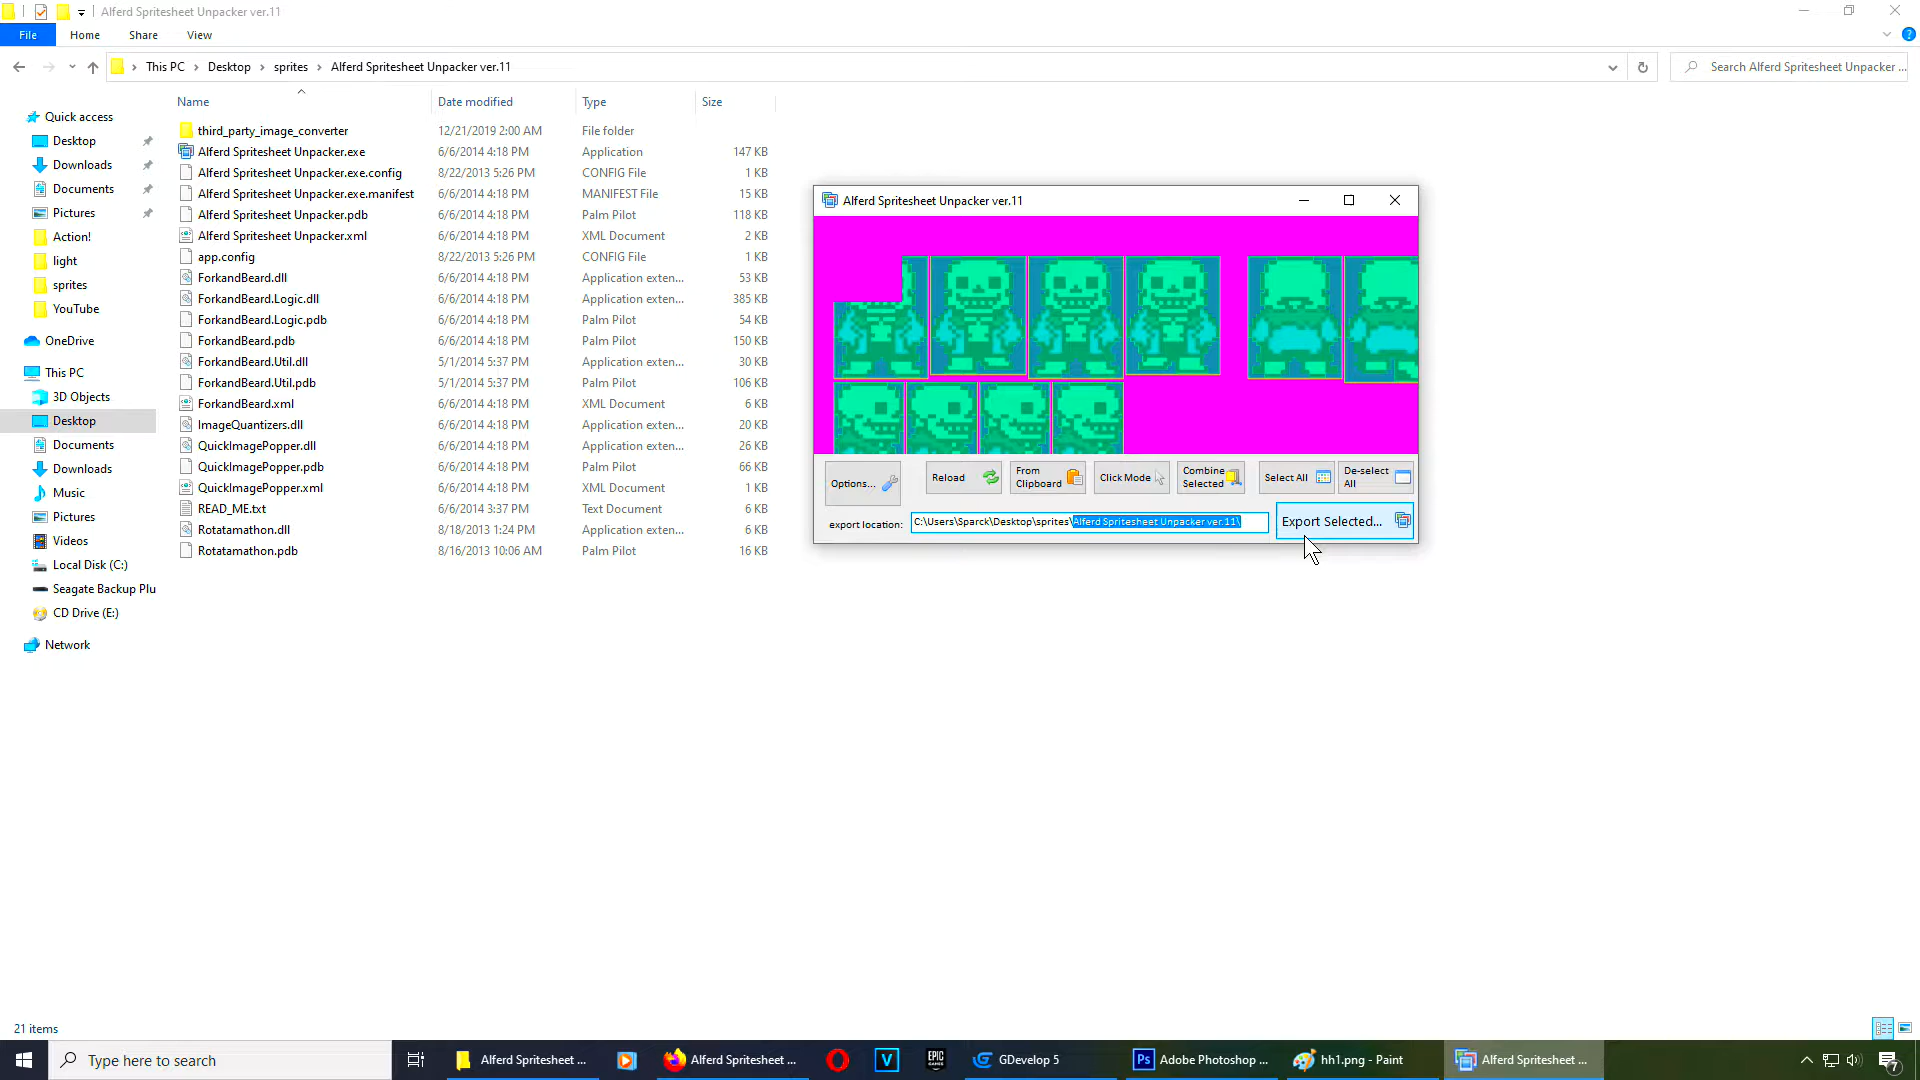 Alferd Spritesheet Unpacker ver.11
File Home Share View
This PC Desktop sprites Alferd Spritesheet Unpacker ver.11
Search Alferd Spritesheet Unpacker ...
Name Date modified Type Size
Quick access
Desktop
Downloads
Documents
Pictures
Action!
light
sprites
YouTube
OneDrive
This PC
3D Objects
Desktop
Documents
Downloads
Music
Pictures
Videos
Local Disk (C:)
Seagate Backup Plu
CD Drive (E:)
Network
third_party_image_converter 12/21/2019 2:00 AM File folder
Alferd Spritesheet Unpacker.exe 6/6/2014 4:18 PM Application 147 KB
Alferd Spritesheet Unpacker.exe.config 8/22/2013 5:26 PM CONFIG File 1 KB
Alferd Spritesheet Unpacker.exe.manifest 6/6/2014 4:18 PM MANIFEST File 15 KB
Alferd Spritesheet Unpacker.pdb 6/6/2014 4:18 PM Palm Pilot 118 KB
Alferd Spritesheet Unpacker.xml 6/6/2014 4:18 PM XML Document 2 KB
app.config 8/22/2013 5:26 PM CONFIG File 1 KB
ForkandBeard.dll 6/6/2014 4:18 PM Application exten... 53 KB
ForkandBeard.Logic.dll 6/6/2014 4:18 PM Application exten... 385 KB
ForkandBeard.Logic.pdb 6/6/2014 4:18 PM Palm Pilot 54 KB
ForkandBeard.pdb 6/6/2014 4:18 PM Palm Pilot 150 KB
ForkandBeard.Util.dll 5/1/2014 5:37 PM Application exten... 30 KB
ForkandBeard.Util.pdb 5/1/2014 5:37 PM Palm Pilot 106 KB
ForkandBeard.xml 6/6/2014 4:18 PM XML Document 6 KB
ImageQuantizers.dll 6/6/2014 4:18 PM Application exten... 20 KB
QuickImagePopper.dll 6/6/2014 4:18 PM Application exten... 26 KB
QuickImagePopper.pdb 6/6/2014 4:18 PM Palm Pilot 66 KB
QuickImagePopper.xml 6/6/2014 4:18 PM XML Document 1 KB
READ_ME.txt 6/6/2014 3:37 PM Text Document 6 KB
Rotatamathon.dll 8/18/2013 1:24 PM Application exten... 6 KB
Rotatamathon.pdb 8/16/2013 10:06 AM Palm Pilot 16 KB
Alferd Spritesheet Unpacker ver.11
Options...
Reload
From Clipboard
Click Mode
Combine Selected
Select All
De-select All
export location: C:\Users\Sparck\Desktop\sprites\Alferd Spritesheet Unpacker ver.11\
Export Selected...
21 items
Type here to search
Alferd Spritesheet ...
Alferd Spritesheet ...
V
EPIC GAMES
GDevelop 5
Ps Adobe Photoshop ...
hh1.png - Paint
Alferd Spritesheet ...
7